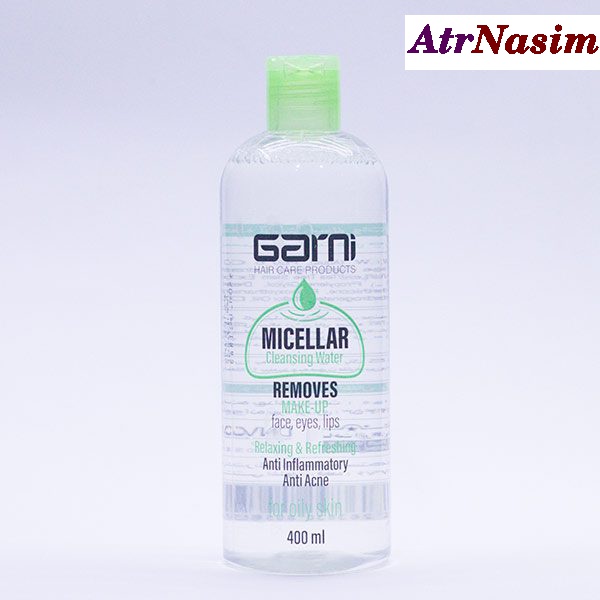 AtrNasim
Garni
HAIR CARE PRODUCTS
MICELLAR
Cleansing Water
REMOVES
MAKE-UP
face, eyes, lips
Relaxing & Refreshing
Anti Inflammatory
Anti Acne
for oily skin
400 ml